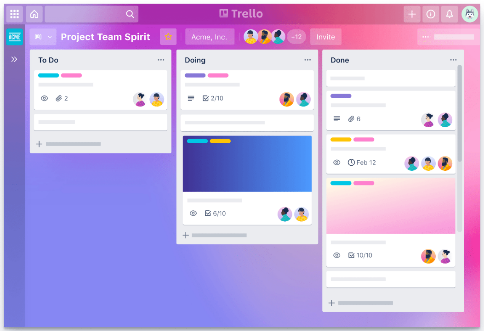 Trello
Project Team Spirit
Acme, Inc.
+12
Invite
To Do
2
Doing
2/10
6/10
Done
6
Feb 12
10/10